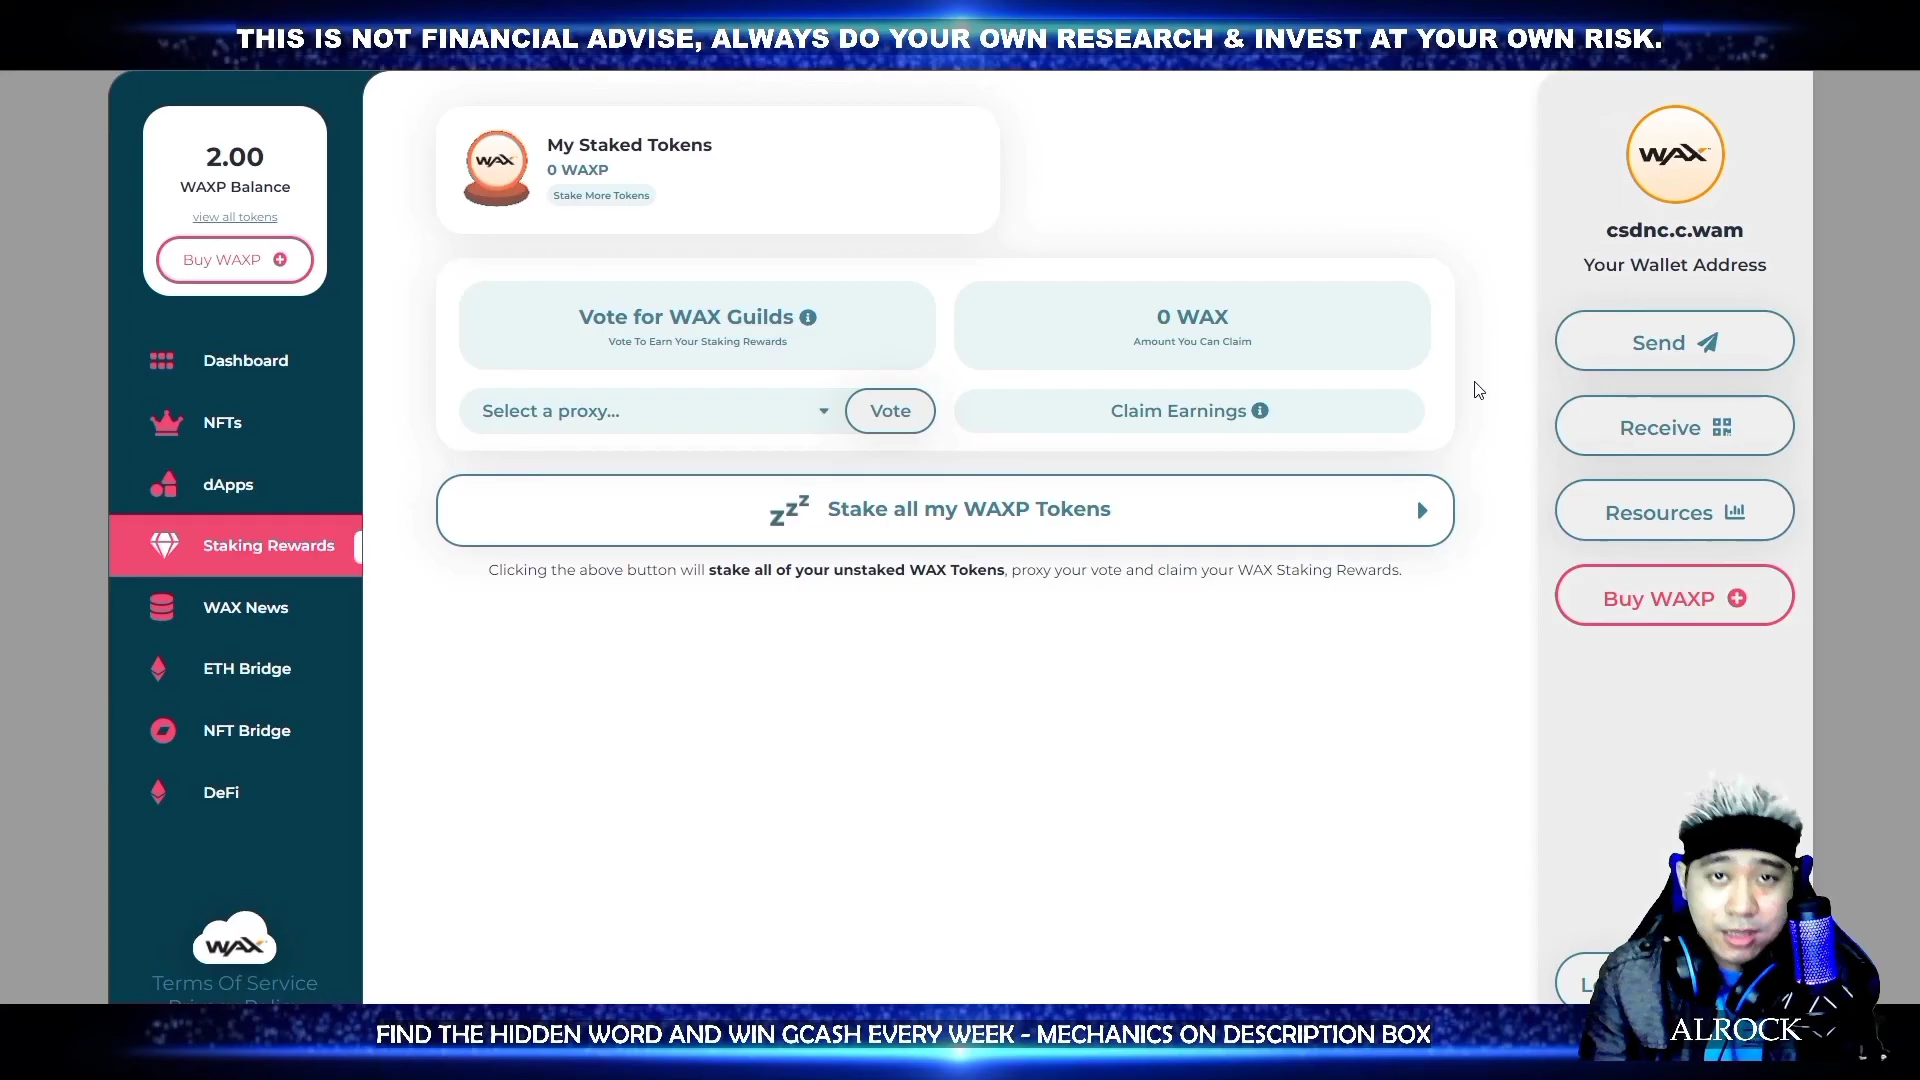 THIS IS NOT FINANCIAL ADVISE, ALWAYS DO YOUR OWN RESEARCH & INVEST AT YOUR OWN RISK.
2.00
WAXP Balance
view all tokens
Buy WAXP
Dashboard
NFTs
dApps
Staking Rewards
WAX News
ETH Bridge
NFT Bridge
DeFi
WAX
Terms Of Service
Privacy Policy
WAX
My Staked Tokens
0 WAXP
Stake More Tokens
Vote for WAX Guilds
Vote To Earn Your Staking Rewards
0 WAX
Amount You Can Claim
Select a proxy...
Vote
Claim Earnings
zzz Stake all my WAXP Tokens
Clicking the above button will stake all of your unstaked WAX Tokens, proxy your vote and claim your WAX Staking Rewards.
WAX
csdnc.c.wam
Your Wallet Address
Send
Receive
Resources
Buy WAXP
ALROCK
FIND THE HIDDEN WORD AND WIN GCASH EVERY WEEK - MECHANICS ON DESCRIPTION BOX